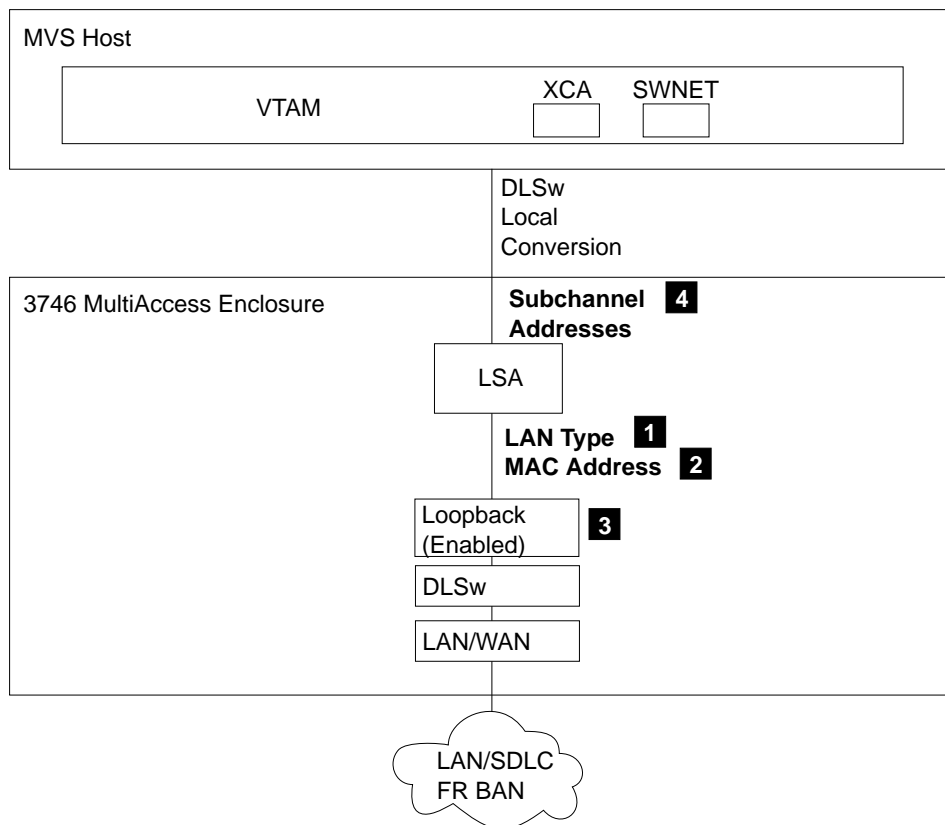 MVS Host
XCA SWNET
VTAM
DLSw
Local
Conversion
3746 MultiAccess Enclosure
Subchannel 4
Addresses
LSA
LAN Type 1
MAC Address 2
Loopback 3
(Enabled)
DLSw
LAN/WAN
LAN/SDLC
FR BAN